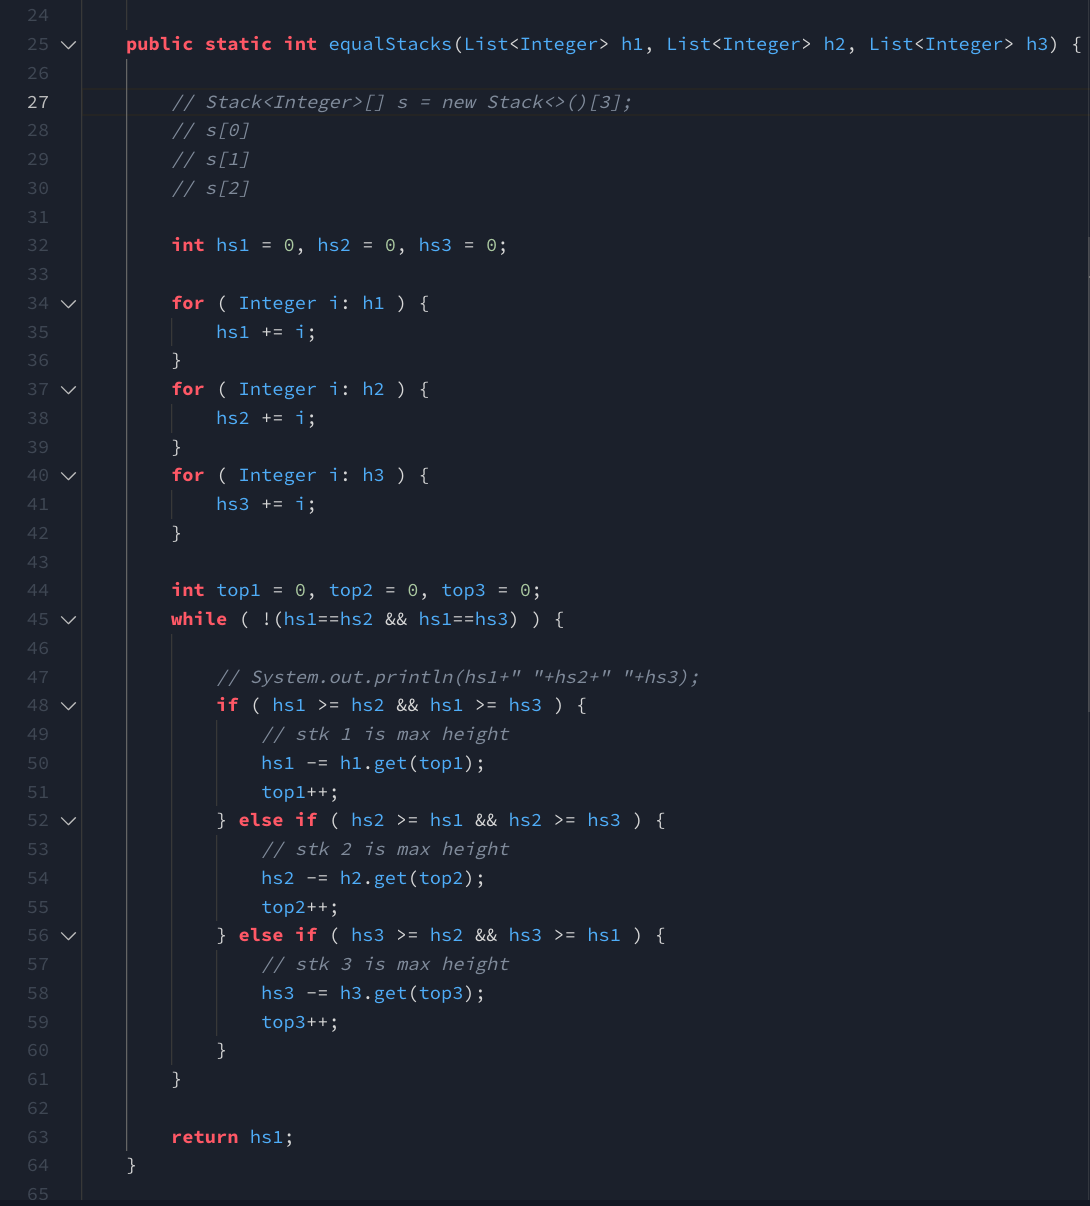 24
25 public static int equalStacks(List<Integer> h1, List<Integer> h2, List<Integer> h3) {
26
27 // Stack<Integer>[] s = new Stack<>()[3];
28 // s[0]
29 // s[1]
30 // s[2]
31
32 int hs1 = 0, hs2 = 0, hs3 = 0;
33
34 for ( Integer i: h1 ) {
35 hs1 += i;
36 }
37 for ( Integer i: h2 ) {
38 hs2 += i;
39 }
40 for ( Integer i: h3 ) {
41 hs3 += i;
42 }
43
44 int top1 = 0, top2 = 0, top3 = 0;
45 while ( !(hs1==hs2 && hs1==hs3) ) {
46
47 // System.out.println(hs1+" "+hs2+" "+hs3);
48 if ( hs1 >= hs2 && hs1 >= hs3 ) {
49 // stk 1 is max height
50 hs1 -= h1.get(top1);
51 top1++;
52 } else if ( hs2 >= hs1 && hs2 >= hs3 ) {
53 // stk 2 is max height
54 hs2 -= h2.get(top2);
55 top2++;
56 } else if ( hs3 >= hs2 && hs3 >= hs1 ) {
57 // stk 3 is max height
58 hs3 -= h3.get(top3);
59 top3++;
60 }
61 }
62
63 return hs1;
64 }
65